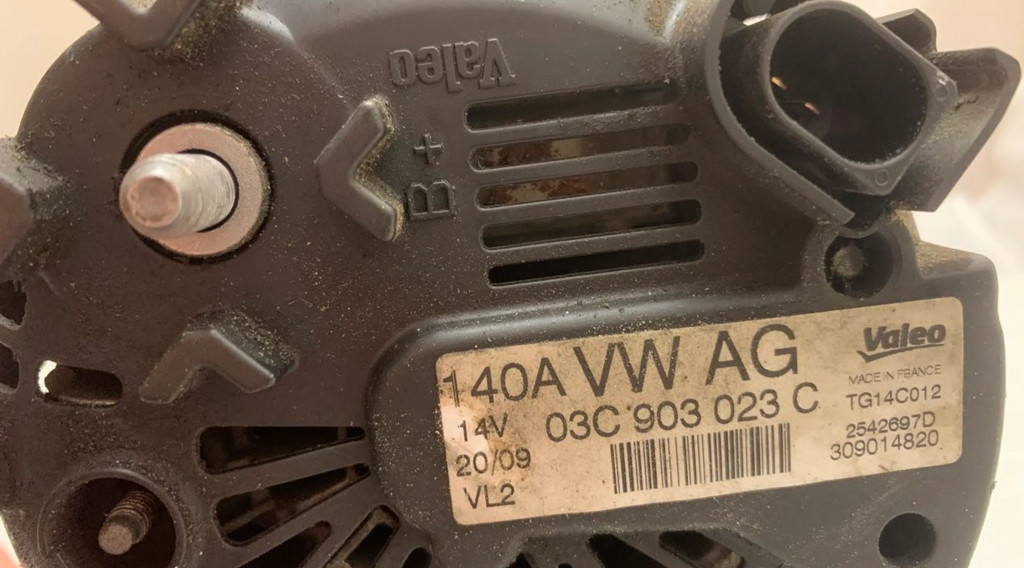 Valeo
B+
140A VW AG
14V 03C 903 023 C
20/09
VL2
Valeo
MADE IN FRANCE
TG14C012
2542697D
309014820